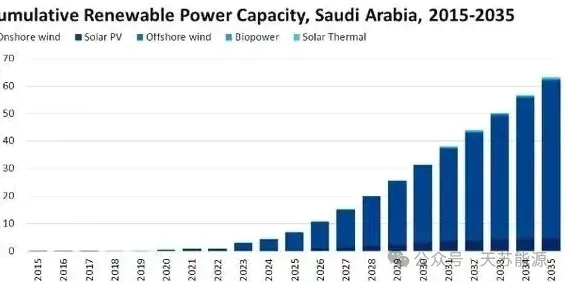 umulative Renewable Power Capacity, Saudi Arabia, 2015-2035
Onshore wind Solar PV Offshore wind Biopower Solar Thermal
70
60
50
40
30
20
10
0
2015 2016 2017 2018 2019 2020 2021 2022 2023 2024 2025 2026 2027 2028 2029 2030 2031 2032 2033 2034 2035
公众号 天苏能源